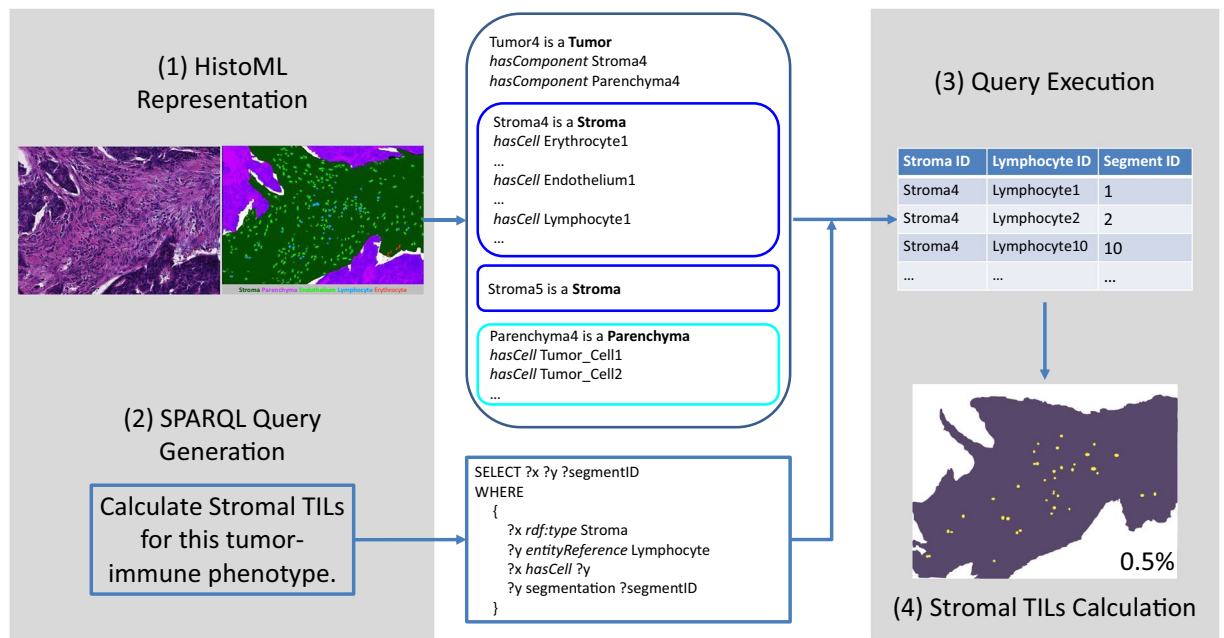 (1) HistoML
Representation
Stroma Parenchyma Endothelium Lymphocyte Erythrocyte
(2) SPARQL Query
Generation
Calculate Stromal TILs
for this tumor-
immune phenotype.
Tumor4 is a Tumor
hasComponent Stroma4
hasComponent Parenchyma4
Stroma4 is a Stroma
hasCell Erythrocyte1
...
hasCell Endothelium1
...
hasCell Lymphocyte1
...
Stroma5 is a Stroma
Parenchyma4 is a Parenchyma
hasCell Tumor_Cell1
hasCell Tumor_Cell2
...
SELECT ?x ?y ?segmentID
WHERE
{
?x rdf:type Stroma
?y entityReference Lymphocyte
?x hasCell ?y
?y segmentation ?segmentID
}
(3) Query Execution
Stroma ID Lymphocyte ID Segment ID
Stroma4 Lymphocyte1 1
Stroma4 Lymphocyte2 2
Stroma4 Lymphocyte10 10
... ... ...
0.5%
(4) Stromal TILs Calculation